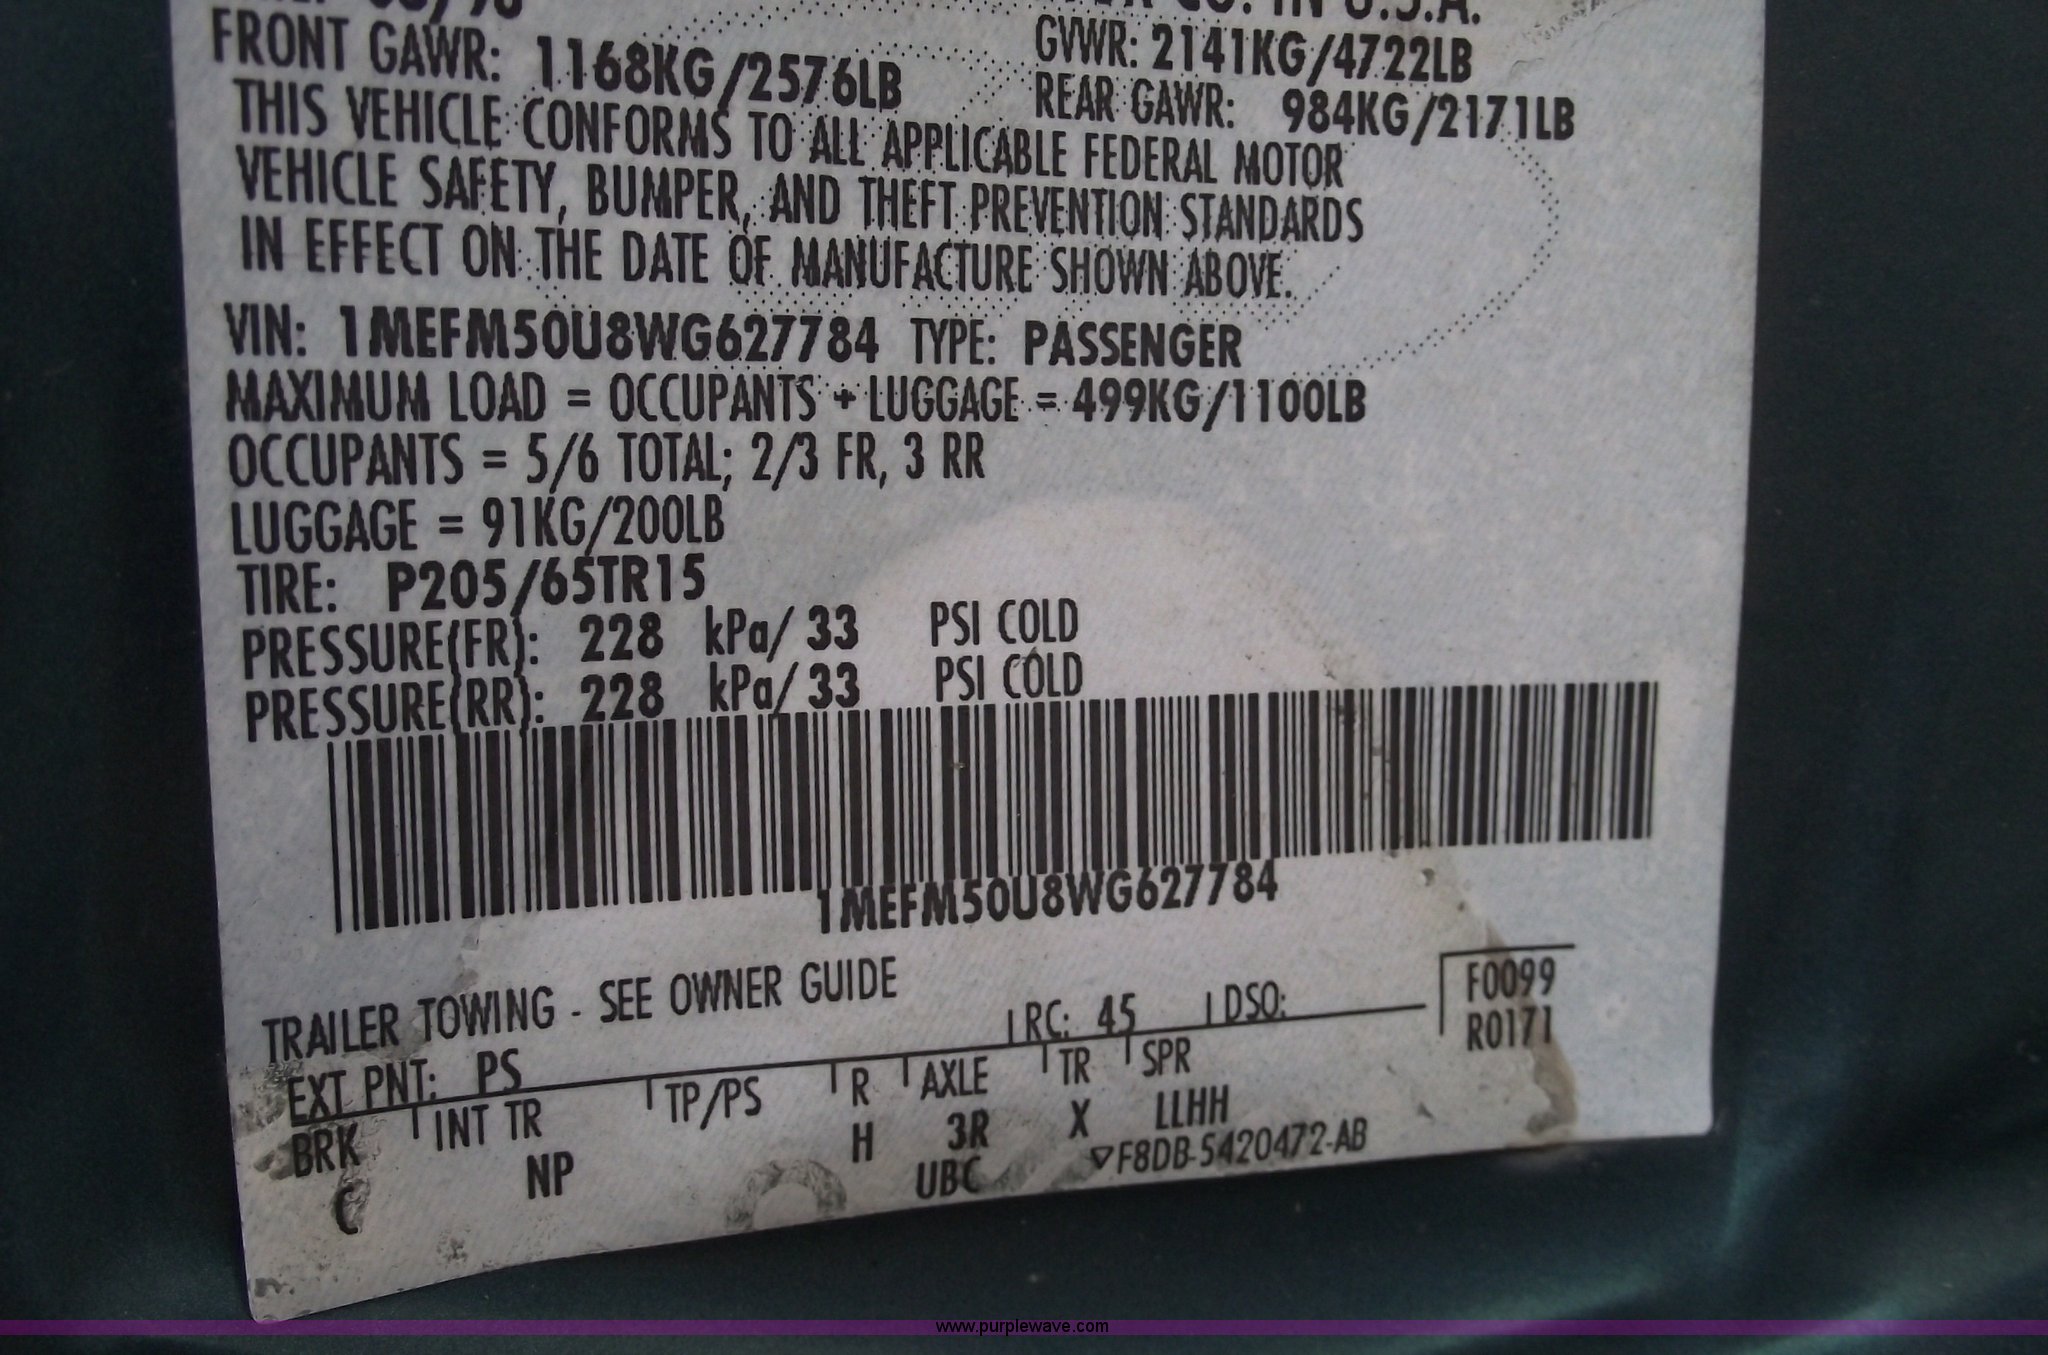 CO. IN U.S.A.
FRONT GAWR: 1168KG/2576LB
GVWR: 2141KG/4722LB
REAR GAWR: 984KG/2171LB
THIS VEHICLE CONFORMS TO ALL APPLICABLE FEDERAL MOTOR
VEHICLE SAFETY, BUMPER, AND THEFT PREVENTION STANDARDS
IN EFFECT ON THE DATE OF MANUFACTURE SHOWN ABOVE.
VIN: 1MEFM50U8WG627784 TYPE: PASSENGER
MAXIMUM LOAD = OCCUPANTS + LUGGAGE = 499KG/1100LB
OCCUPANTS = 5/6 TOTAL; 2/3 FR, 3 RR
LUGGAGE = 91KG/200LB
TIRE: P205/65TR15
PRESSURE(FR): 228 kPa/ 33 PSI COLD
PRESSURE(RR): 228 kPa/ 33 PSI COLD
1MEFM50U8WG627784
TRAILER TOWING - SEE OWNER GUIDE
F0099
R0171
EXT PNT: PS RC: 45 DSO:
BRK INT TR TP/PS R AXLE TR SPR
C NP H 3R X LLHH
UBC ▽F8DB-5420472-AB
www.purplewave.com